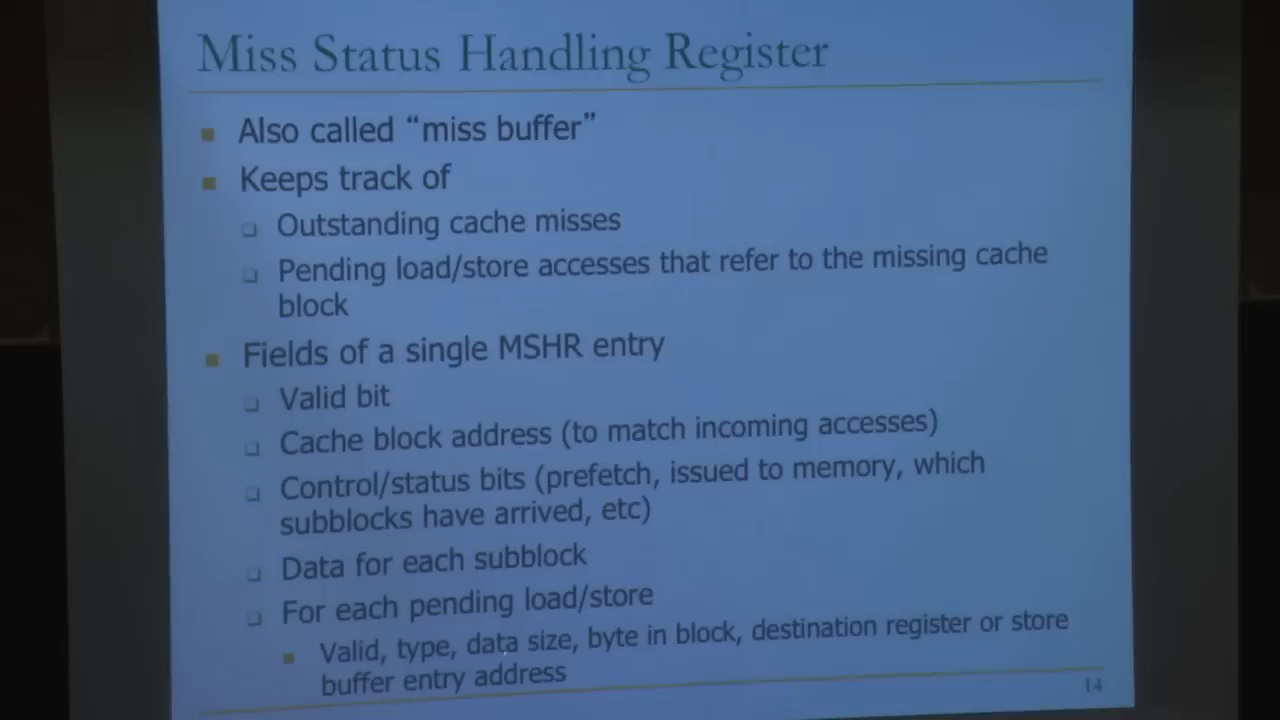 Miss Status Handling Register
Also called “miss buffer”
Keeps track of
Outstanding cache misses
Pending load/store accesses that refer to the missing cache
block
Fields of a single MSHR entry
Valid bit
Cache block address (to match incoming accesses)
Control/status bits (prefetch, issued to memory, which
subblocks have arrived, etc)
Data for each subblock
For each pending load/store
Valid, type, data size, byte in block, destination register or store
buffer entry address
14